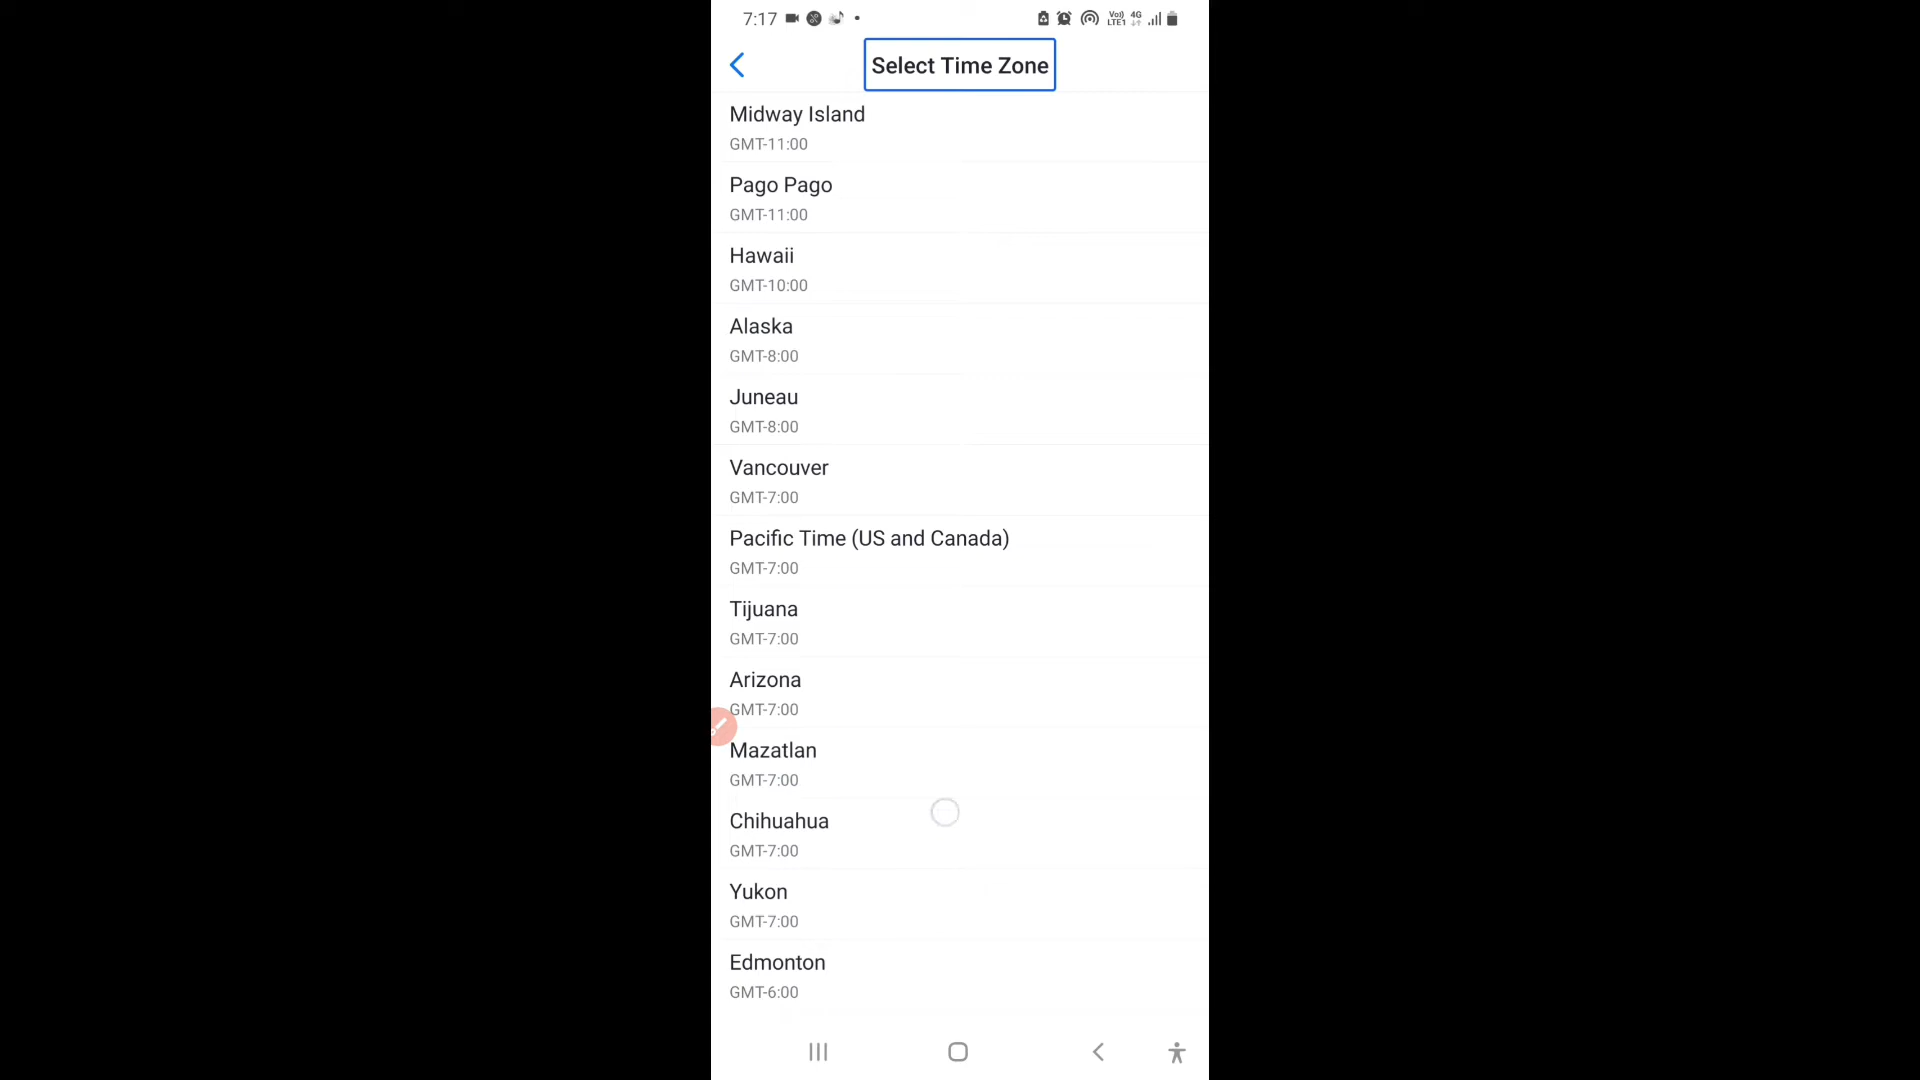 7:17
Vo) 4G
LTE1
Select Time Zone
Midway Island
GMT-11:00
Pago Pago
GMT-11:00
Hawaii
GMT-10:00
Alaska
GMT-8:00
Juneau
GMT-8:00
Vancouver
GMT-7:00
Pacific Time (US and Canada)
GMT-7:00
Tijuana
GMT-7:00
Arizona
GMT-7:00
Mazatlan
GMT-7:00
Chihuahua
GMT-7:00
Yukon
GMT-7:00
Edmonton
GMT-6:00